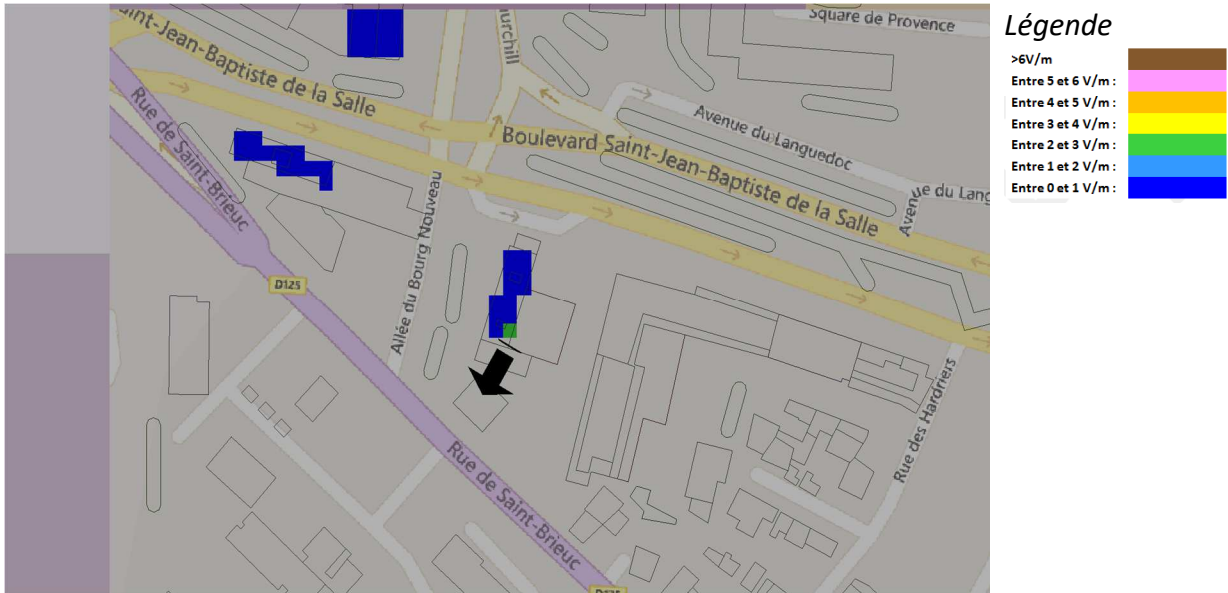 Square de Provence
Saint-Jean-Baptiste de la Salle
urchill
Rue de Saint-Brieuc
Avenue du Languedoc
Boulevard Saint-Jean-Baptiste de la Salle
Avenue du Lang
Allée du Bourg Nouveau
D125
Rue des Hardriers
Rue de Saint-Brieuc
Légende
>6V/m
Entre 5 et 6 V/m :
Entre 4 et 5 V/m :
Entre 3 et 4 V/m :
Entre 2 et 3 V/m :
Entre 1 et 2 V/m :
Entre 0 et 1 V/m :